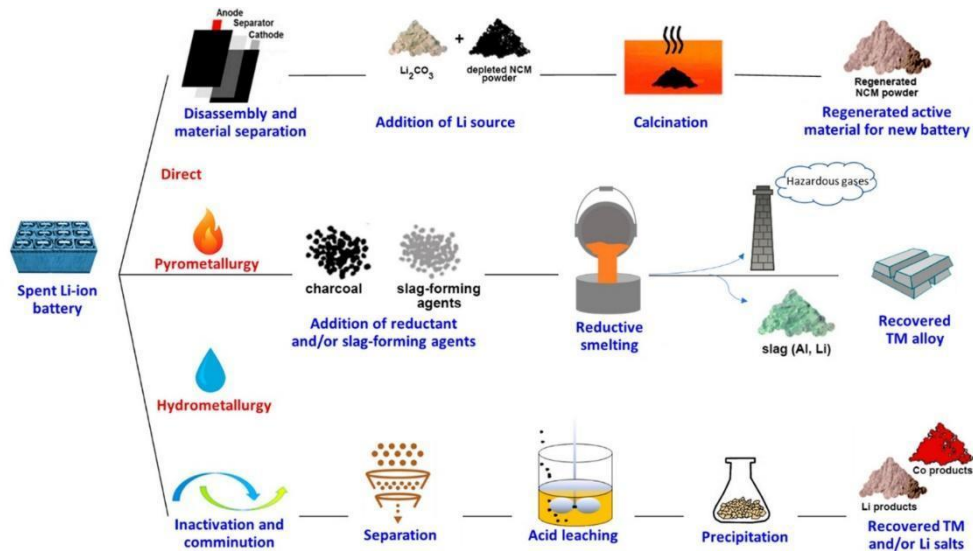 Anode
Separator
Cathode
Disassembly and
material separation
Li2CO3
+
depleted NCM
powder
Addition of Li source
Calcination
Regenerated
NCM powder
Regenerated active
material for new battery
Direct
Spent Li-ion
battery
Pyrometallurgy
charcoal
slag-forming
agents
Addition of reductant
and/or slag-forming agents
Reductive
smelting
Hazardous gases
slag (Al, Li)
Recovered
TM alloy
Hydrometallurgy
Inactivation and
comminution
Separation
Acid leaching
Precipitation
Co products
Li products
Recovered TM
and/or Li salts